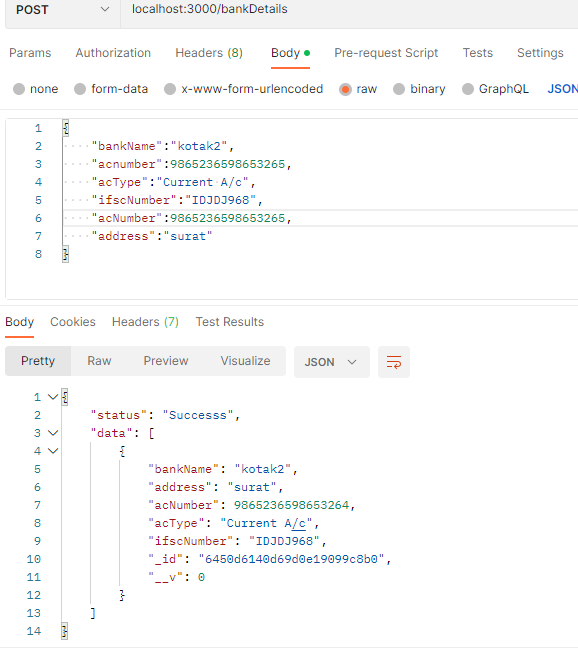 POST localhost:3000/bankDetails
Params Authorization Headers (8) Body Pre-request Script Tests Settings
none form-data x-www-form-urlencoded raw binary GraphQL JSON
1 {
2 "bankName":"kotak2",
3 "acnumber":9865236598653265,
4 "acType":"Current A/c",
5 "ifscNumber":"IDJDJ968",
6 "acNumber":9865236598653265,
7 "address":"surat"
8 }
Body Cookies Headers (7) Test Results
Pretty Raw Preview Visualize JSON
1 {
2 "status": "Successs",
3 "data": [
4 {
5 "bankName": "kotak2",
6 "address": "surat",
7 "acNumber": 9865236598653264,
8 "acType": "Current A/c",
9 "ifscNumber": "IDJDJ968",
10 "_id": "6450d6140d69d0e19099c8b0",
11 "__v": 0
12 }
13 ]
14 }